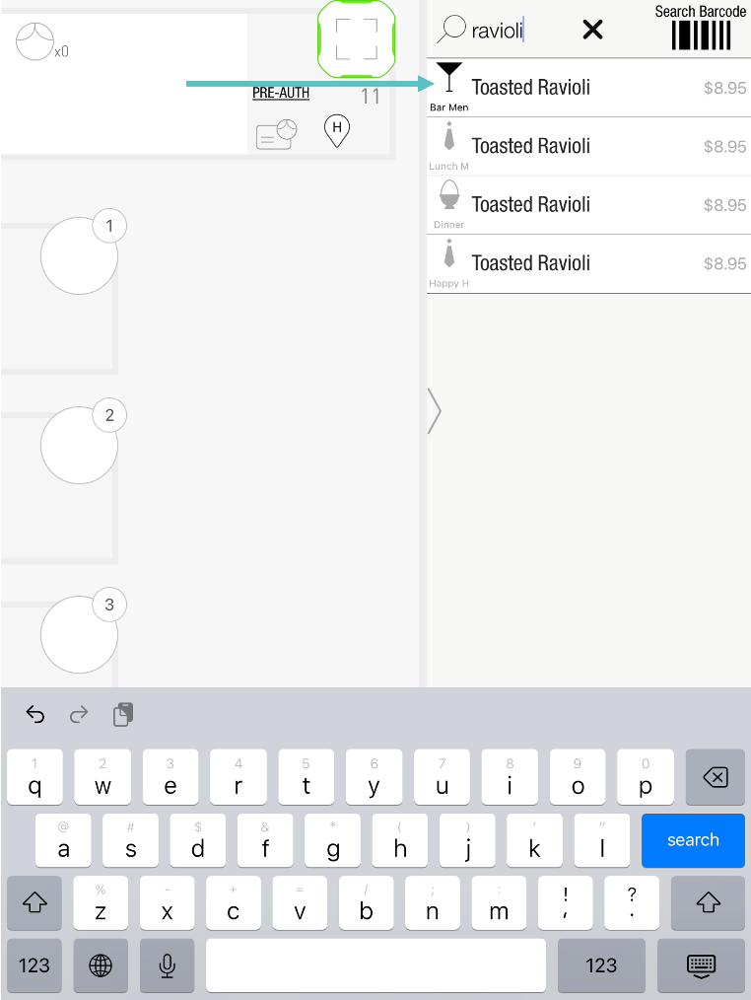 x0
PRE-AUTH
11
H
1
2
3
ravioli
Search Barcode
Toasted Ravioli $8.95
Bar Men
Toasted Ravioli $8.95
Lunch M
Toasted Ravioli $8.95
Dinner
Toasted Ravioli $8.95
Happy H
1 2 3 4 5 6 7 8 9 0
q w e r t y u i o p
@ # $ & * ( ) ' "
a s d f g h j k l search
% - + = / ; : ! ?
z x c v b n m , .
123 123